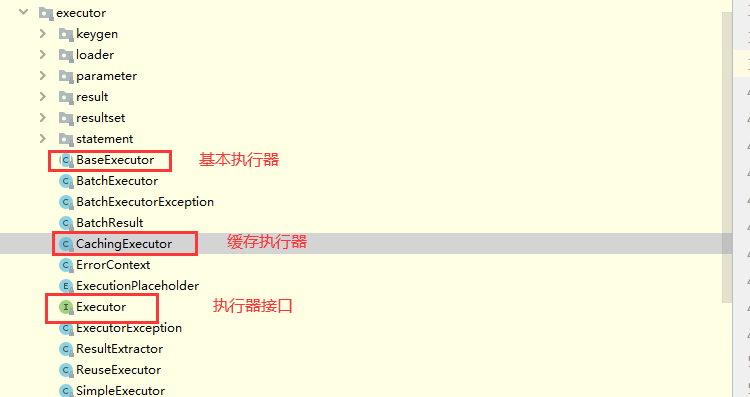 executor
keygen
loader
parameter
result
resultset
statement
BaseExecutor 基本执行器
BatchExecutor
BatchExecutorException
BatchResult
CachingExecutor 缓存执行器
ErrorContext
ExecutionPlaceholder
Executor 执行器接口
ExecutorException
ResultExtractor
ReuseExecutor
SimpleExecutor